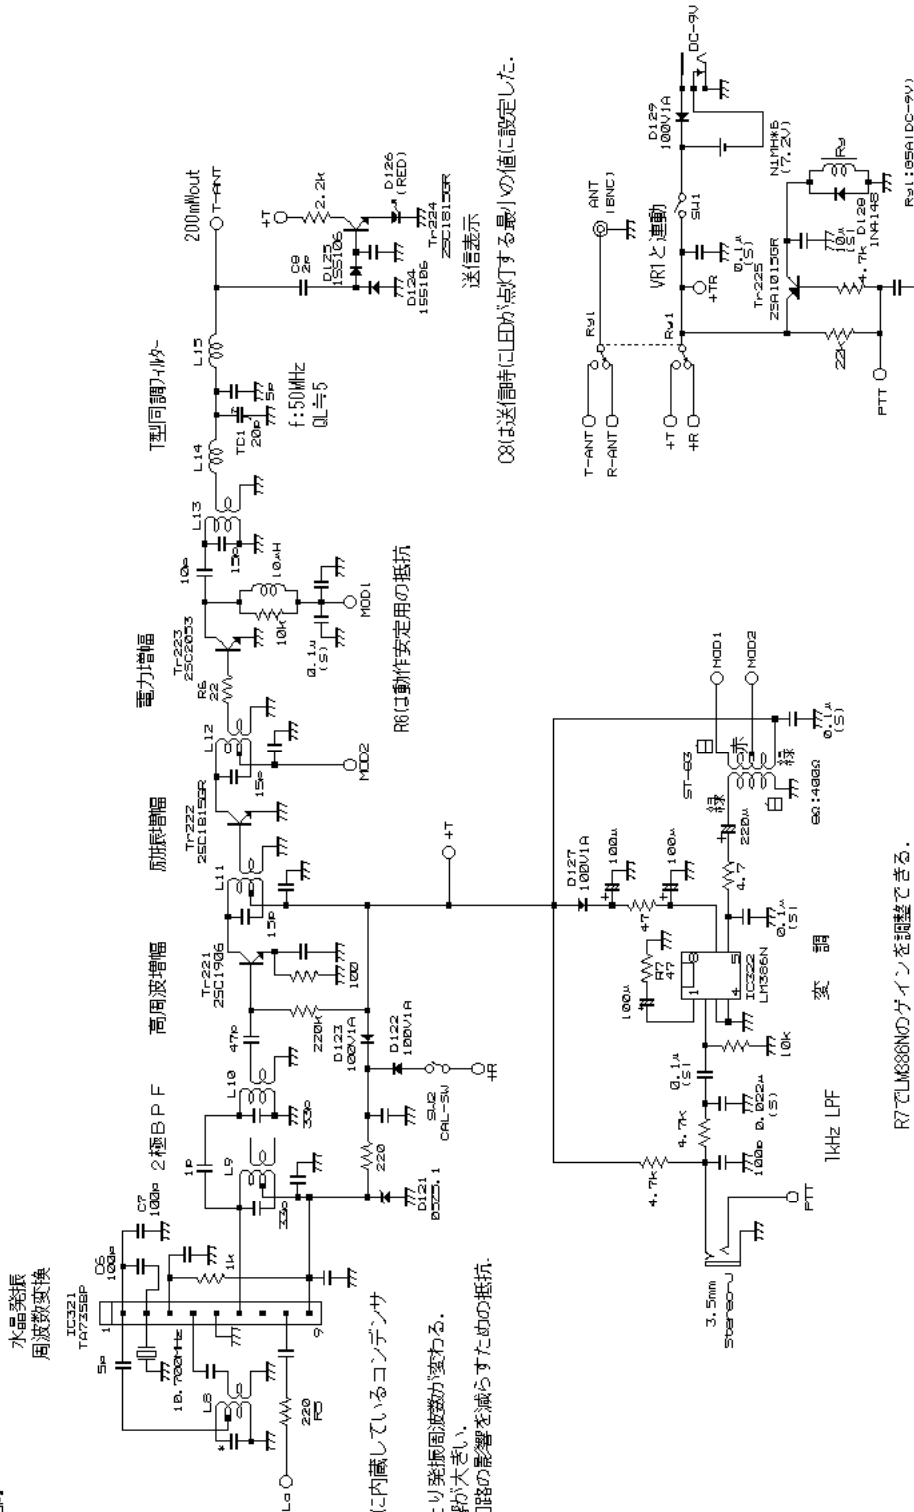 水晶発振
周波数変換
IC321
TA7358P
1
9
5P
C6
100P
C7
100P
10.700MHz
L8
*
220
R5
Lo
1k
2極BPF
1P
L9
33P
L10
33P
47P
D121
05Z5.1
220
SW2
CAL-SW
+R
D122
100V1A
D123
100V1A
高周波増幅
Tr221
2SC1906
220k
100
L11
15P
+T
励振増幅
Tr222
2SC1815GR
L12
15P
MOD2
電力増幅
Tr223
2SC2053
R6
22
10k
10μH
0.1μ
(S)
MOD1
R6は動作安定用の抵抗
10P
L13
15P
T型同調フィルター
L14
TC1
20P
5P
L15
f:50MHz
QL≒5
200mWout
T-ANT
C8
2P
D125
1SS106
D124
1SS106
+T
2.2k
D126
(RED)
Tr224
2SC1815GR
送信表示
C8は送信時にLEDが点灯する最小の値に設定した.
に内蔵しているコンデンサ
り発振周波数が変わる.
が大きい.
路の影響を減らすための抵抗.
3.5mm
Stereo-J
PTT
4.7k
100P
4.7k
0.022μ
(S)
0.1μ
(S)
10k
1kHz LPF
変調
IC322
LM386N
1
8
4
5
R7
47
100μ
D127
100V1A
100μ
47
100μ
0.1μ
(S)
4.7
220μ
ST-83
白
赤
緑
緑
白
8Ω:400Ω
MOD1
MOD2
0.1μ
(S)
R7でLM386Nのゲインを調整できる.
T-ANT
R-ANT
Ry1
ANT
(BNC)
+T
+R
Ry1
VR1と連動
+TR
0.1μ
(S)
SW1
D129
100V1A
DC-9V
NiMH*6
(7.2V)
PTT
22k
4.7k
Tr225
2SA1015GR
10μ
(S)
D128
1N4148
Ry
Ry1:G5A(DC-9V)